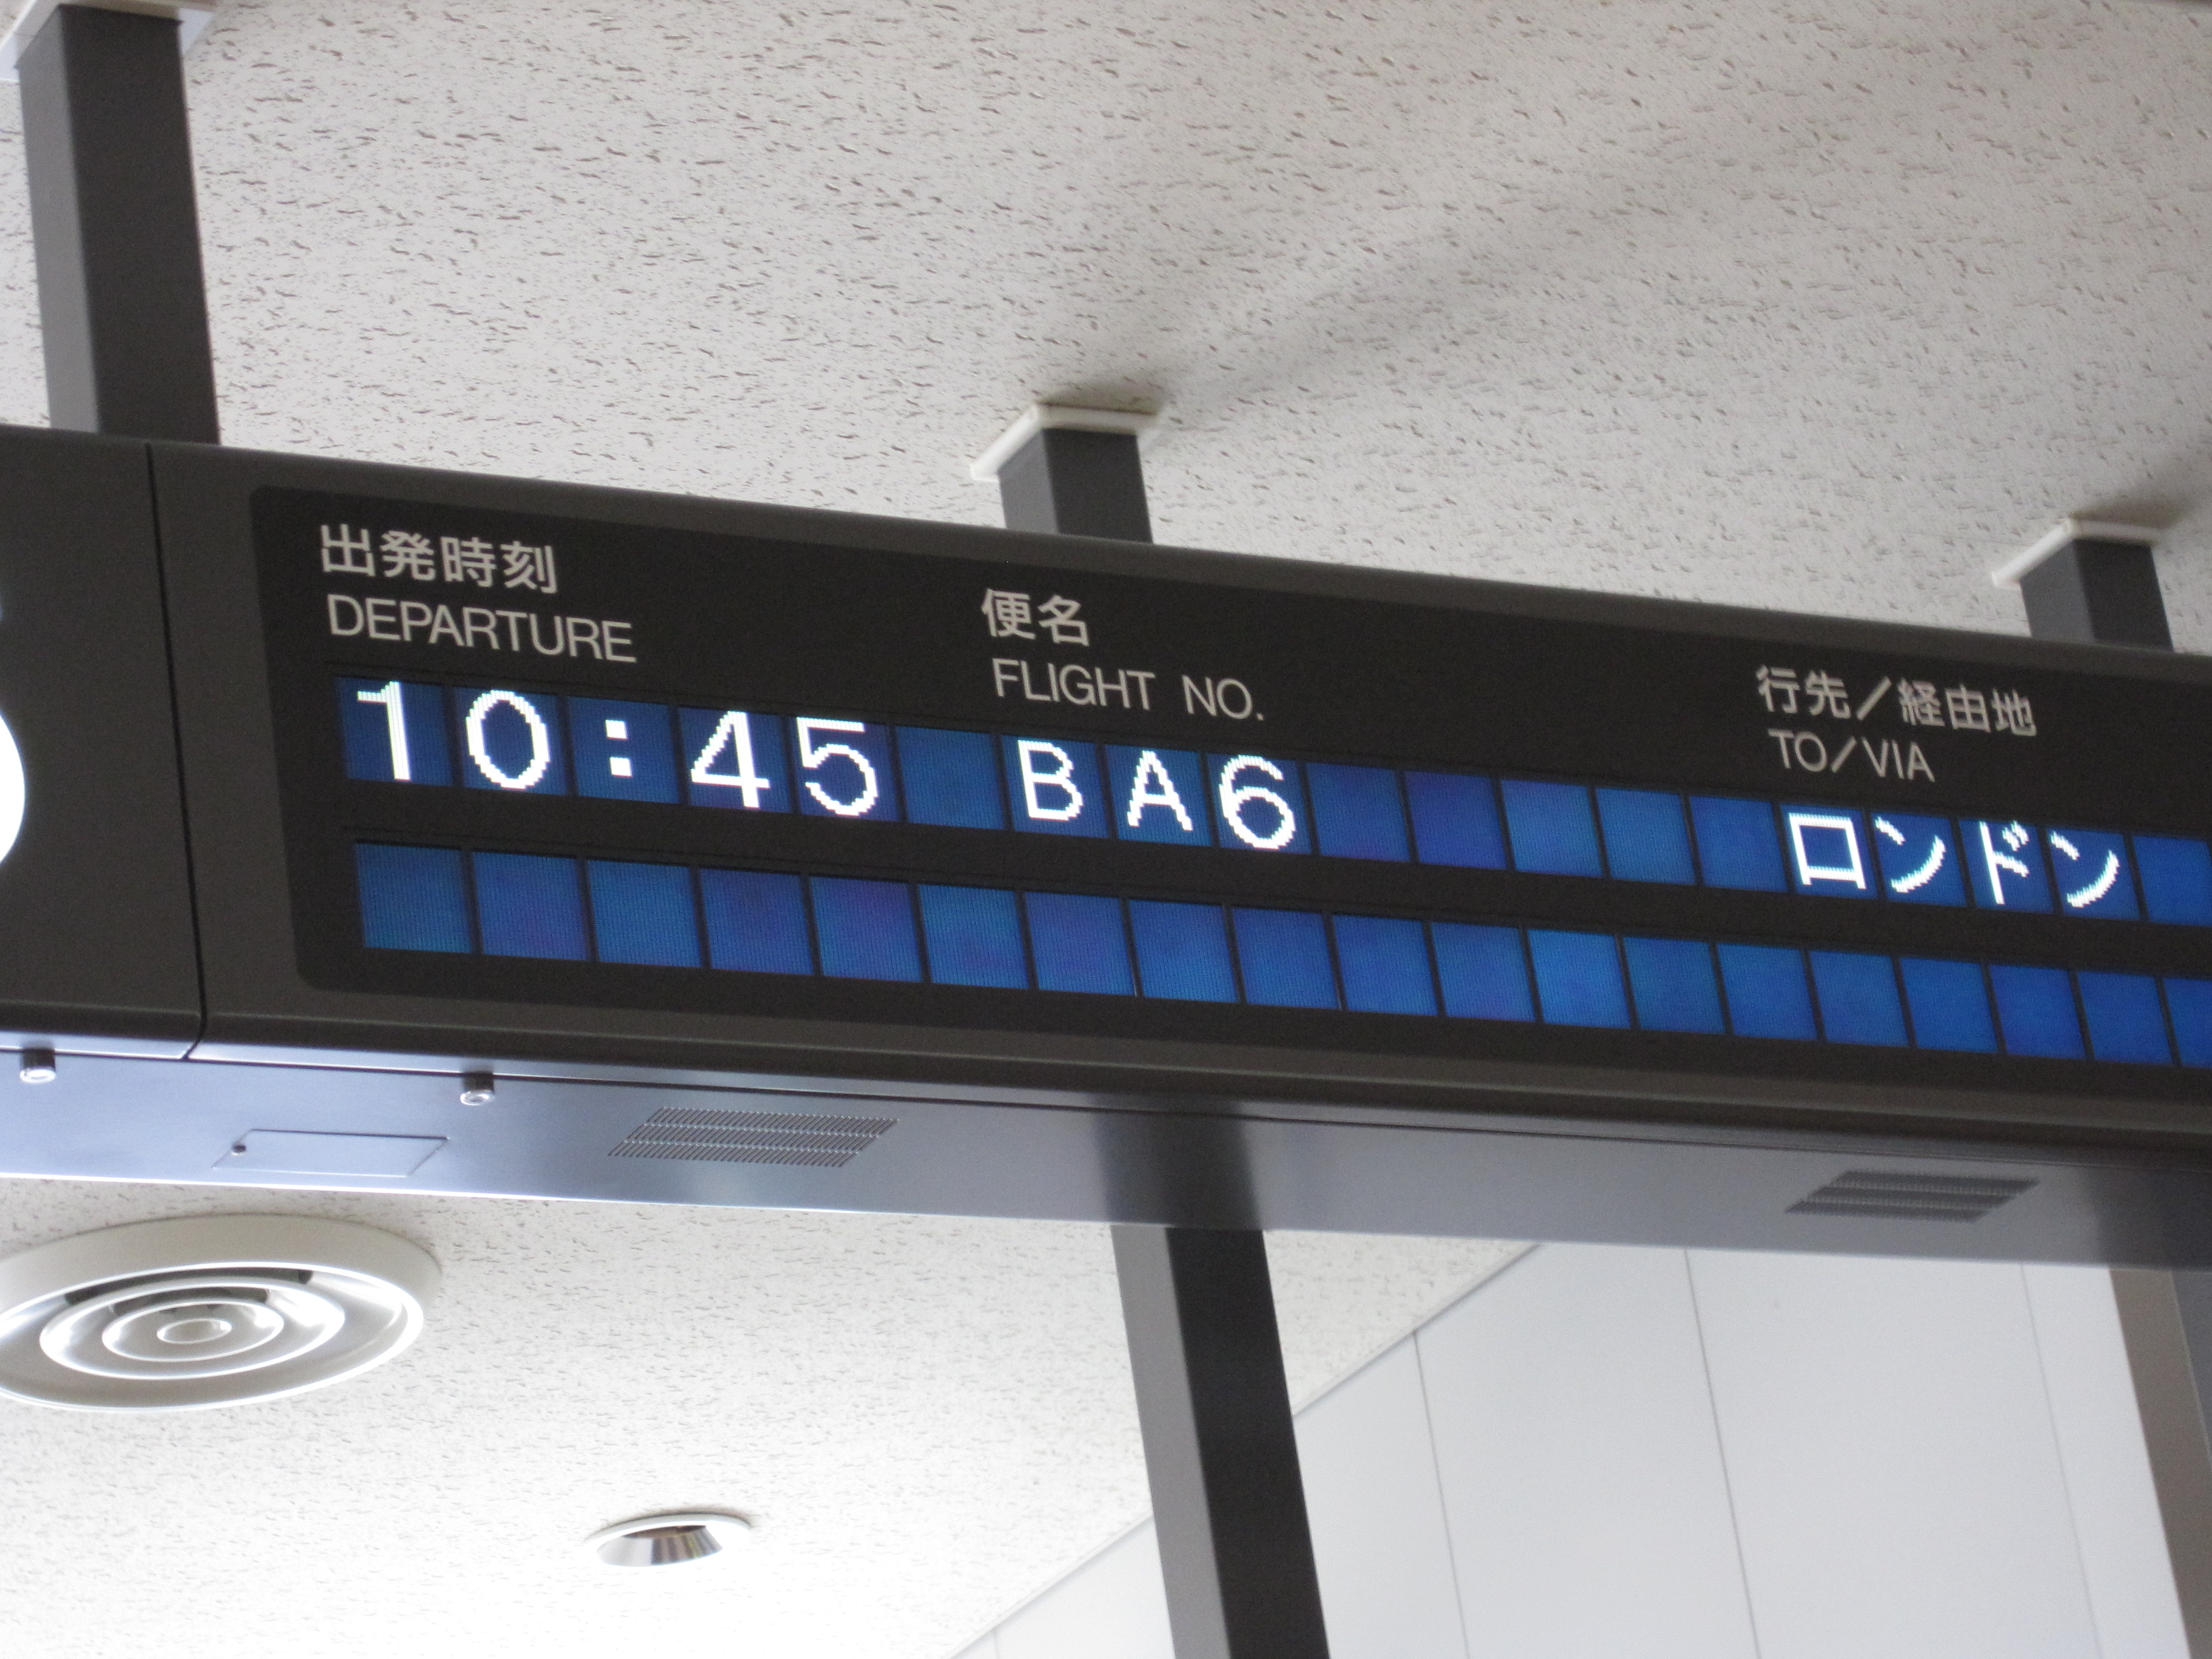 出発時刻
DEPARTURE
便名
FLIGHT NO.
行先/経由地
TO/VIA
10:45 BA6 ロンドン